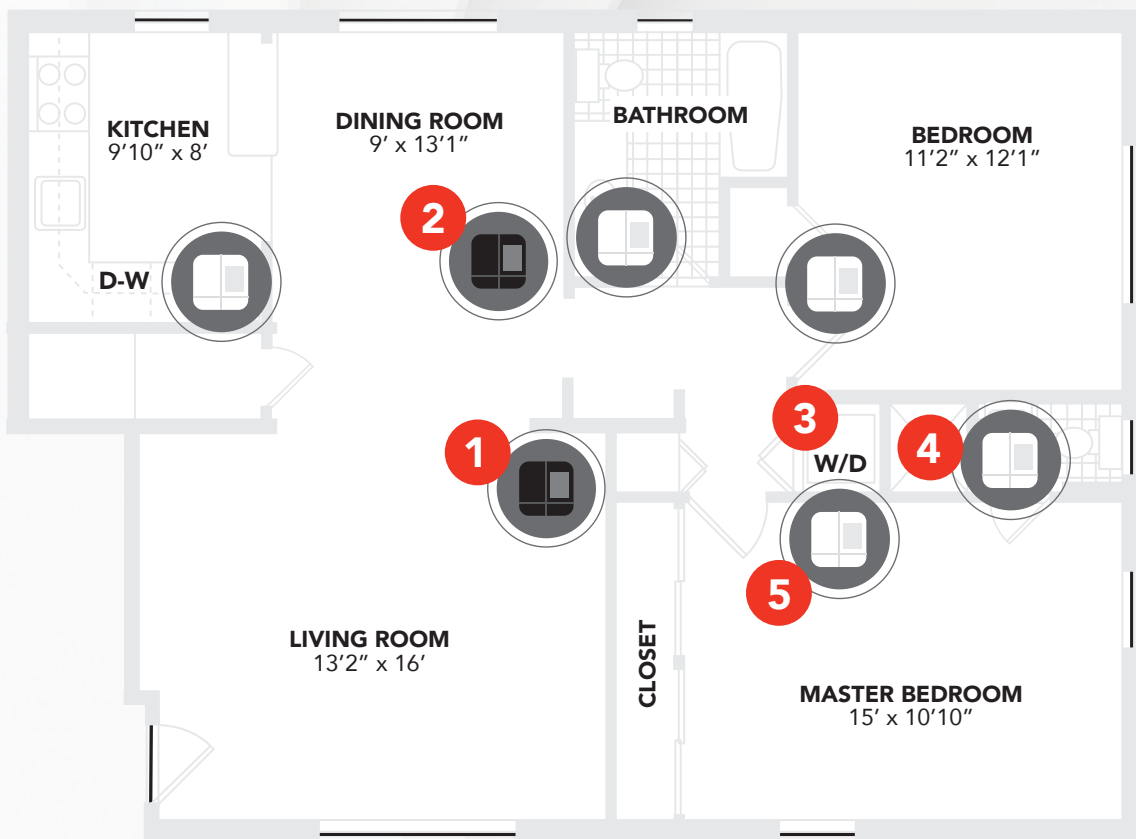 KITCHEN
9'10” x 8'
DINING ROOM
9' x 13'1”
BATHROOM
BEDROOM
11'2” x 12'1”
2
D-W
1
3
W/D
4
5
LIVING ROOM
13'2” x 16'
CLOSET
MASTER BEDROOM
15' x 10'10”